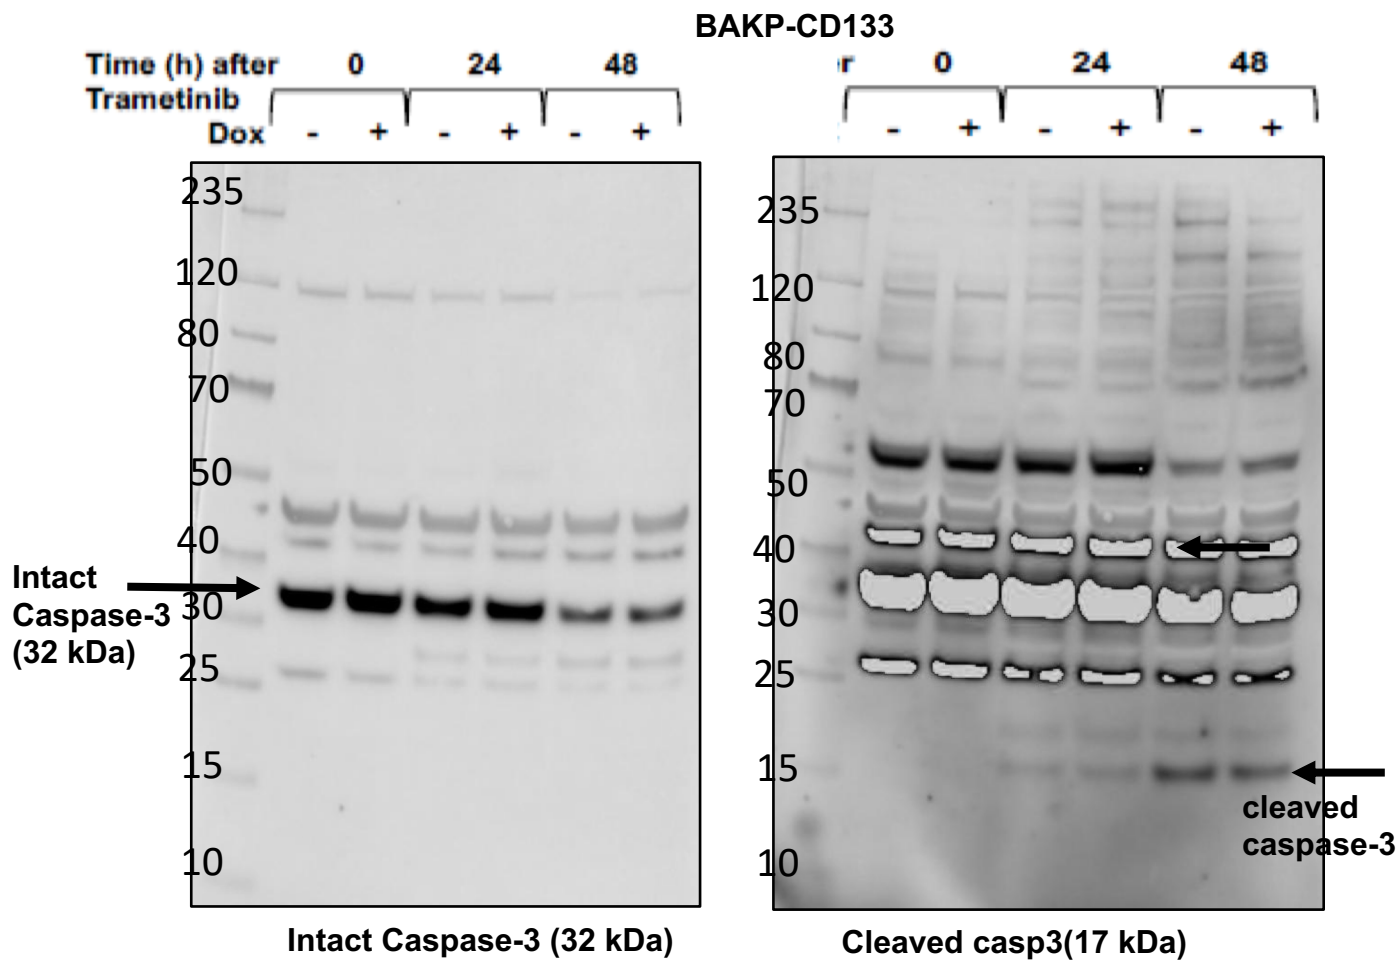 BAKP-CD133
Time (h) after 0 24 48
Trametinib
Dox - + - + - +
235
120
80
70
50
40
30
25
15
10
Intact
Caspase-3
(32 kDa)
Intact Caspase-3 (32 kDa)
r 0 24 48
- + - + - +
235
120
80
70
50
40
30
25
15
10
cleaved
caspase-3
Cleaved casp3(17 kDa)